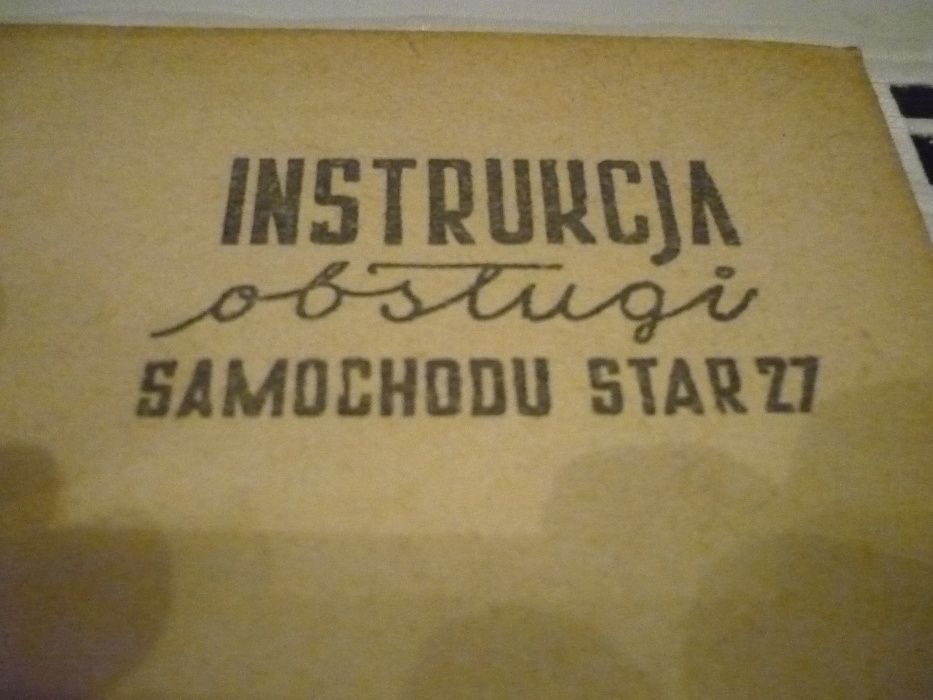 INSTRUKCJA
obsługi
SAMOCHODU STAR 27